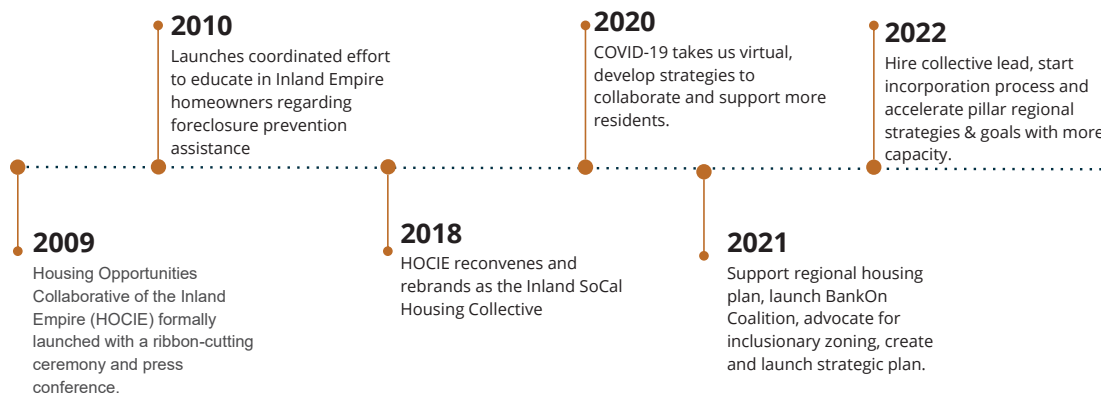 2010
Launches coordinated effort
to educate in Inland Empire
homeowners regarding
foreclosure prevention
assistance
2020
COVID-19 takes us virtual,
develop strategies to
collaborate and support more
residents.
2022
Hire collective lead, start
incorporation process and
accelerate pillar regional
strategies & goals with more
capacity.
2009
Housing Opportunities
Collaborative of the Inland
Empire (HOCIE) formally
launched with a ribbon-cutting
ceremony and press
conference.
2018
HOCIE reconvenes and
rebrands as the Inland SoCal
Housing Collective
2021
Support regional housing
plan, launch BankOn
Coalition, advocate for
inclusionary zoning, create
and launch strategic plan.